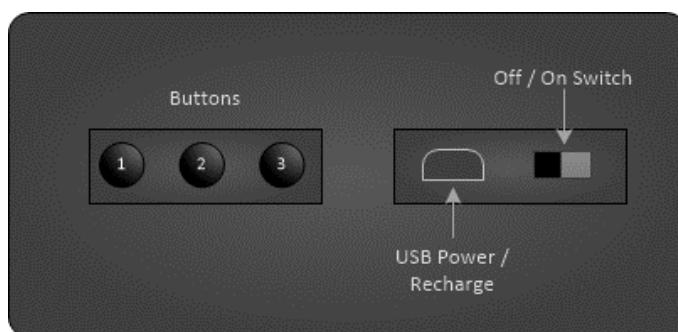 Buttons
1 2 3
Off / On Switch
USB Power /
Recharge